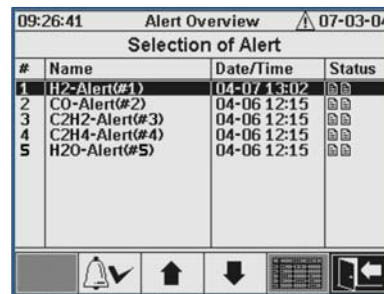 09:26:41 Alert Overview 07-03-04
Selection of Alert
# Name Date/Time Status
1 H2-Alert(#1) 04-07 13:02
2 CO-Alert(#2) 04-06 12:15
3 C2H2-Alert(#3) 04-06 12:15
4 C2H4-Alert(#4) 04-06 12:15
5 H2O-Alert(#5) 04-06 12:15